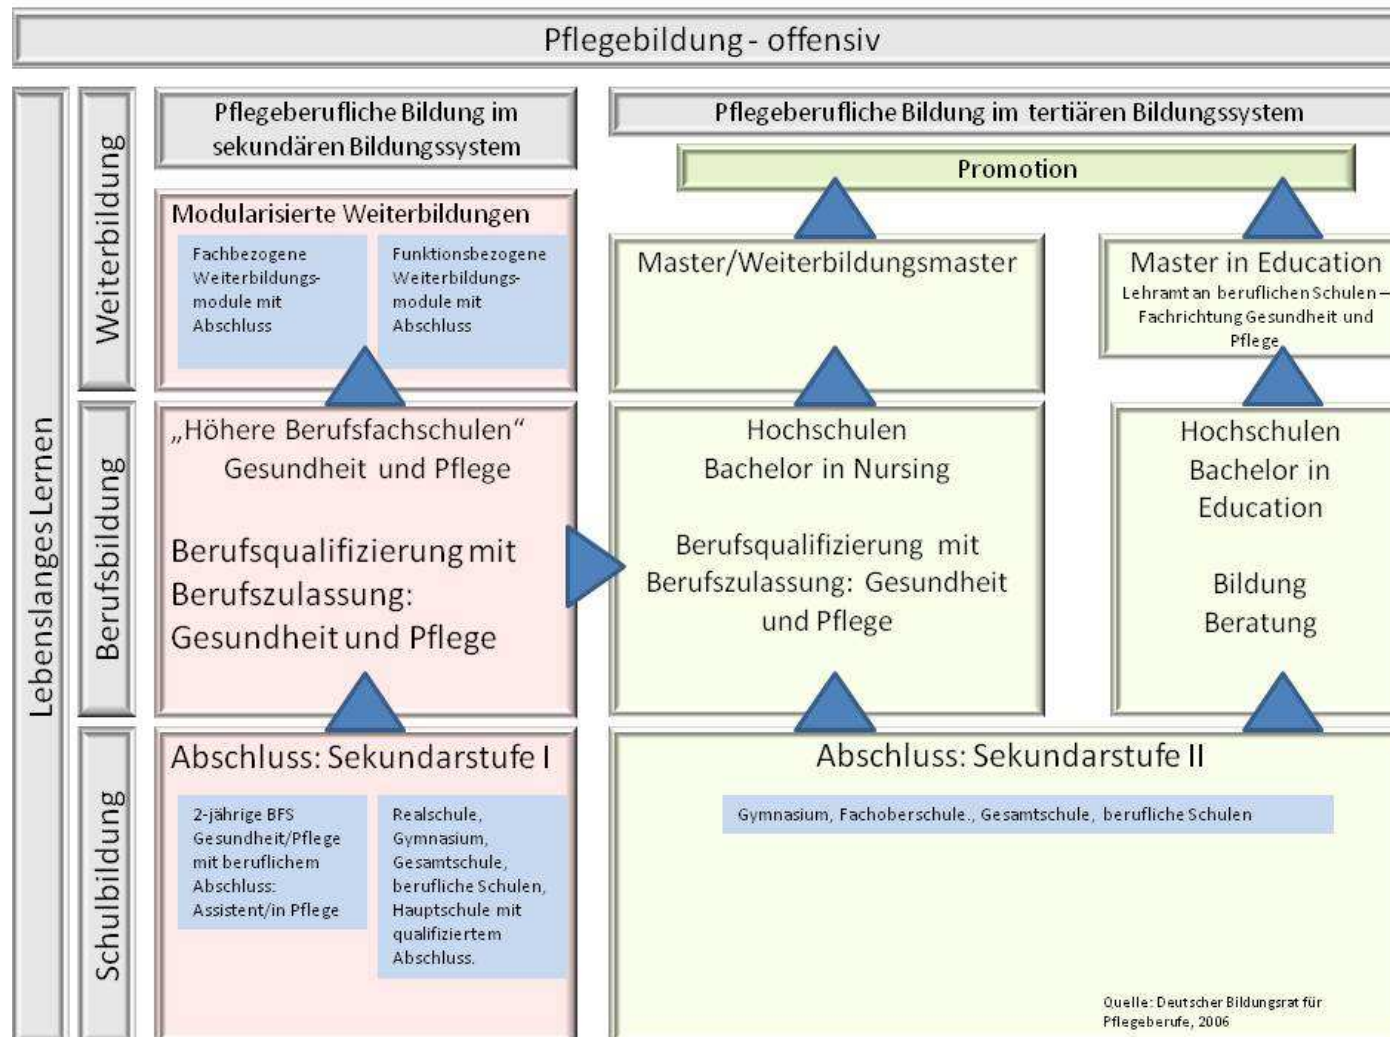 Pflegebildung - offensiv
Lebenslanges Lernen
Weiterbildung
Berufsbildung
Schulbildung
Pflegeberufliche Bildung im
sekundären Bildungssystem
Modularisierte Weiterbildungen
Fachbezogene
Weiterbildungs-
module mit
Abschluss
Funktionsbezogene
Weiterbildungs-
module mit
Abschluss
„Höhere Berufsfachschulen“
Gesundheit und Pflege
Berufsqualifizierung mit
Berufszulassung:
Gesundheit und Pflege
Abschluss: Sekundarstufe I
2-jährige BFS
Gesundheit/Pflege
mit beruflichem
Abschluss:
Assistent/in Pflege
Realschule,
Gymnasium,
Gesamtschule,
berufliche Schulen,
Hauptschule mit
qualifiziertem
Abschluss.
Pflegeberufliche Bildung im tertiären Bildungssystem
Promotion
Master/Weiterbildungsmaster
Master in Education
Lehramt an beruflichen Schulen –
Fachrichtung Gesundheit und
Pflege
Hochschulen
Bachelor in Nursing
Berufsqualifizierung mit
Berufszulassung: Gesundheit
und Pflege
Hochschulen
Bachelor in
Education
Bildung
Beratung
Abschluss: Sekundarstufe II
Gymnasium, Fachoberschule., Gesamtschule, berufliche Schulen
Quelle: Deutscher Bildungsrat für
Pflegeberufe, 2006